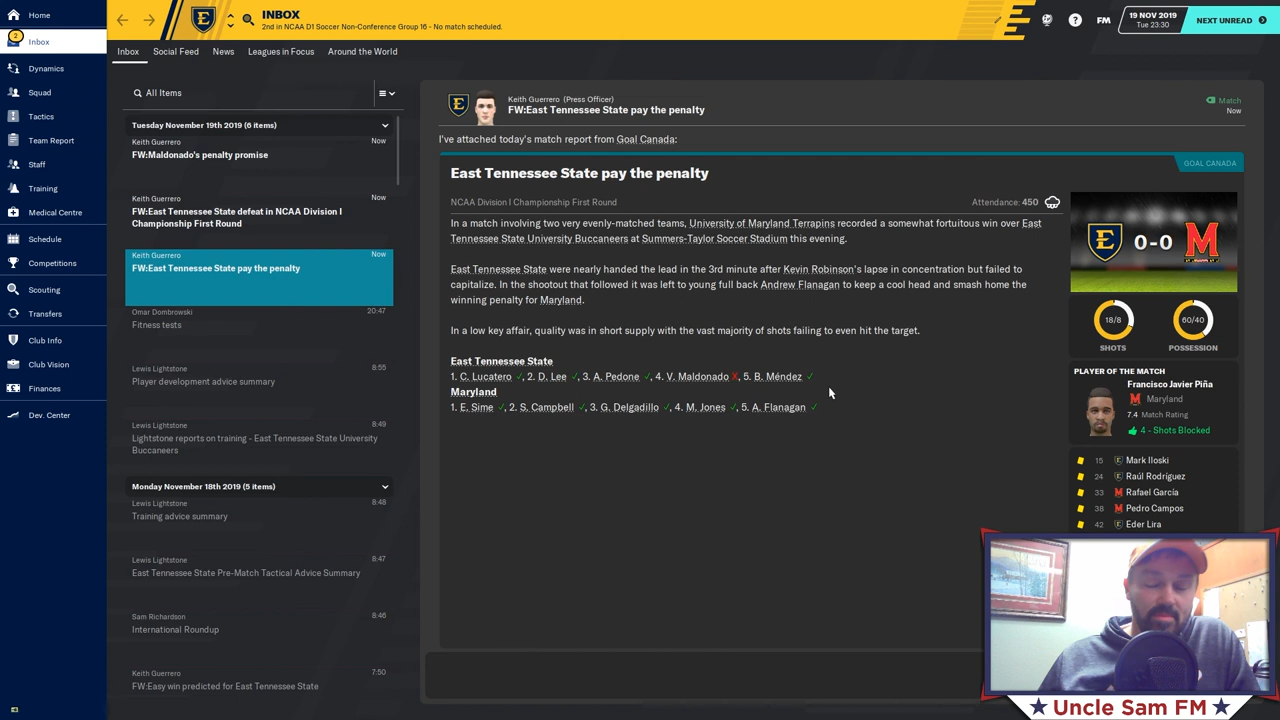 Home
INBOX
2nd in NCAA D1 Soccer Non-Conference Group 16 - No match scheduled.
FM
19 NOV 2019
Tue 23:30
NEXT UNREAD
2
Inbox
Dynamics
Squad
Tactics
Team Report
Staff
Training
Medical Centre
Schedule
Competitions
Scouting
Transfers
Club Info
Club Vision
Finances
Dev. Center
Inbox
Social Feed
News
Leagues in Focus
Around the World
All Items
Tuesday November 19th 2019 (6 items)
Keith Guerrero
Now
FW:Maldonado's penalty promise
Keith Guerrero
Now
FW:East Tennessee State defeat in NCAA Division I
Championship First Round
Keith Guerrero
Now
FW:East Tennessee State pay the penalty
Omar Dombrowski
20:47
Fitness tests
Lewis Lightstone
8:55
Player development advice summary
Lewis Lightstone
8:49
Lightstone reports on training - East Tennessee State University
Buccaneers
Monday November 18th 2019 (5 items)
Lewis Lightstone
8:48
Training advice summary
Lewis Lightstone
8:47
East Tennessee State Pre-Match Tactical Advice Summary
Sam Richardson
8:46
International Roundup
Keith Guerrero
7:50
FW:Easy win predicted for East Tennessee State
Keith Guerrero (Press Officer)
FW:East Tennessee State pay the penalty
Match
Now
I've attached today's match report from Goal Canada:
GOAL CANADA
East Tennessee State pay the penalty
NCAA Division I Championship First Round
Attendance: 450
In a match involving two very evenly-matched teams, University of Maryland Terrapins recorded a somewhat fortuitous win over East
Tennessee State University Buccaneers at Summers-Taylor Soccer Stadium this evening.
East Tennessee State were nearly handed the lead in the 3rd minute after Kevin Robinson's lapse in concentration but failed to
capitalize. In the shootout that followed it was left to young full back Andrew Flanagan to keep a cool head and smash home the
winning penalty for Maryland.
In a low key affair, quality was in short supply with the vast majority of shots failing to even hit the target.
East Tennessee State
1. C. Lucatero ✓, 2. D. Lee ✓, 3. A. Pedone ✓, 4. V. Maldonado X, 5. B. Méndez ✓
Maryland
1. E. Sime ✓, 2. S. Campbell ✓, 3. G. Delgadillo ✓, 4. M. Jones ✓, 5. A. Flanagan ✓
E
0-0
M
18/8
SHOTS
60/40
POSSESSION
PLAYER OF THE MATCH
Francisco Javier Piña
Maryland
7.4 Match Rating
4 - Shots Blocked
15 Mark Iloski
24 Raúl Rodríguez
33 Rafael García
38 Pedro Campos
42 Eder Lira
★ Uncle Sam FM ★